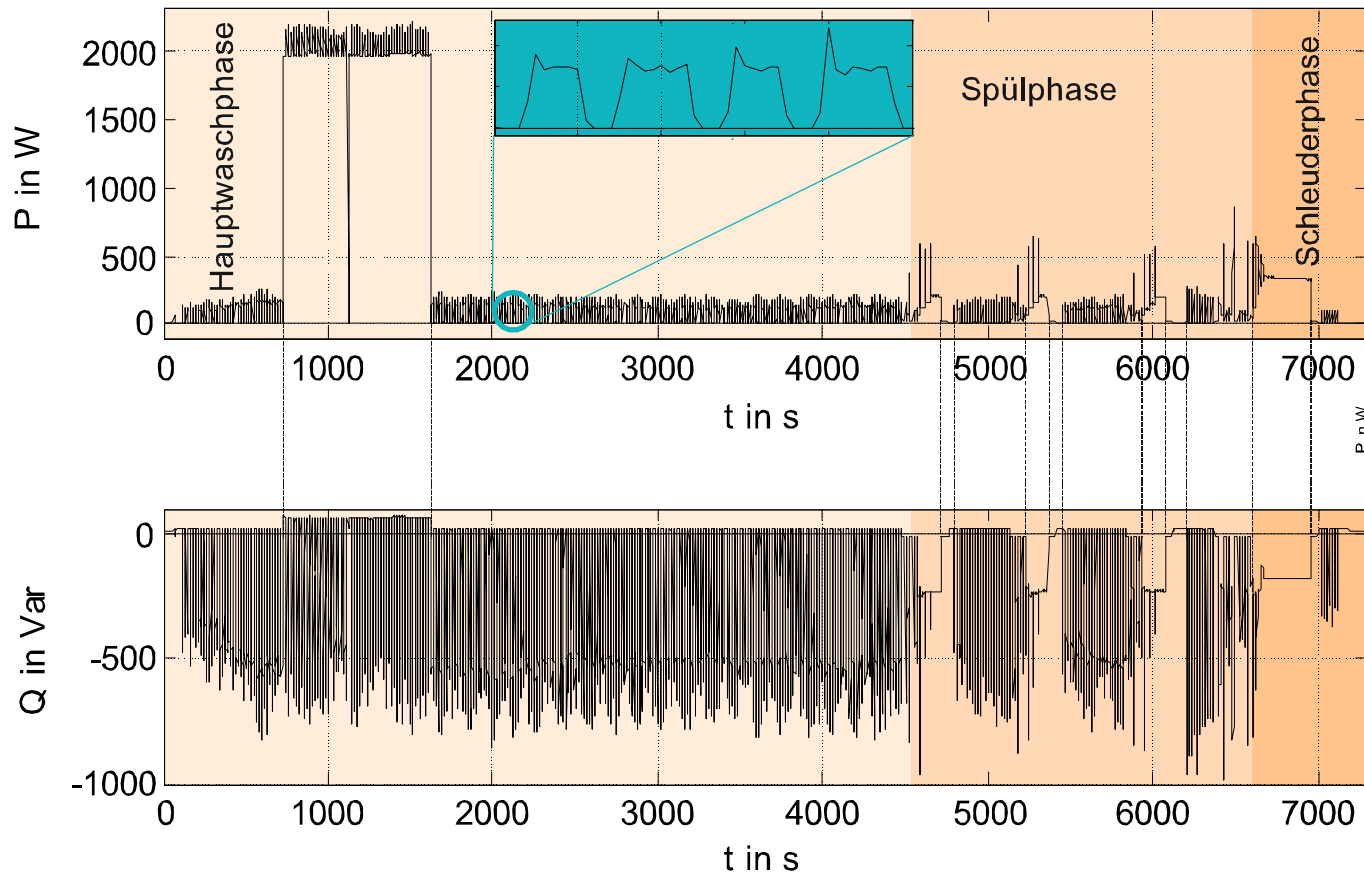 2000
1500
1000
500
0
P in W
Hauptwaschphase
Spülphase
Schleuderphase
0 1000 2000 3000 4000 5000 6000 7000
t in s
P n W
0
-500
-1000
Q in Var
0 1000 2000 3000 4000 5000 6000 7000
t in s